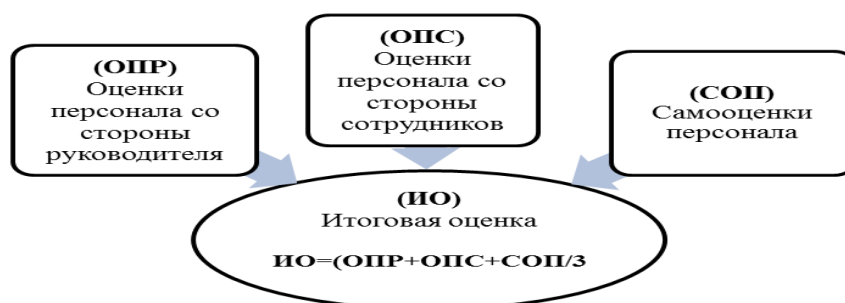 (ОПР)
Оценки
персонала со
стороны
руководителя
(ОПС)
Оценки
персонала со
стороны
сотрудников
(СОП)
Самооценки
персонала
(ИО)
Итоговая оценка
ИО=(ОПР+ОПС+СОП/3